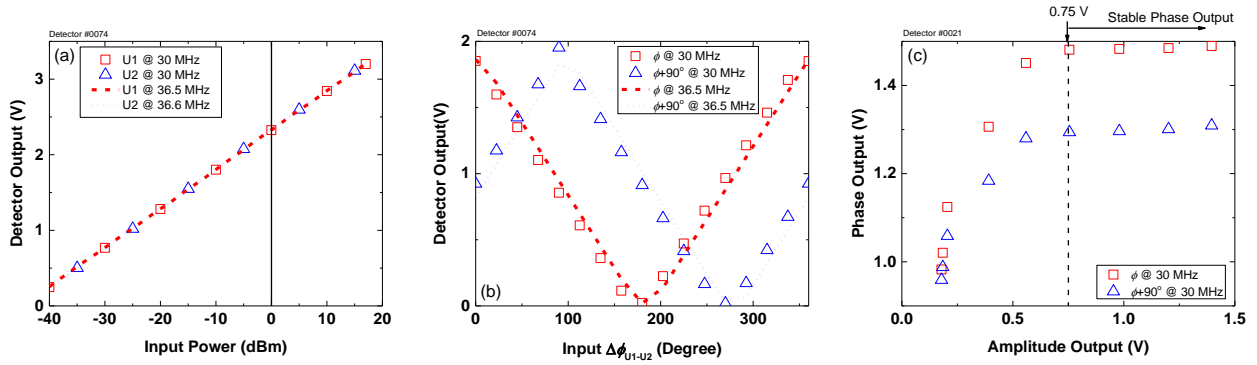 Detector #0074
(a)
U1 @ 30 MHz
U2 @ 30 MHz
U1 @ 36.5 MHz
U2 @ 36.6 MHz
Detector Output (V)
3
2
1
0
-40 -30 -20 -10 0 10 20
Input Power (dBm)
Detector #0074
ϕ @ 30 MHz
ϕ+90° @ 30 MHz
ϕ @ 36.5 MHz
ϕ+90° @ 36.5 MHz
Detector Output(V)
2
1
0
(b)
0 100 200 300
Input ΔϕU1-U2 (Degree)
0.75 V
Stable Phase Output
Detector #0021
(c)
Phase Output (V)
1.4
1.2
1.0
ϕ @ 30 MHz
ϕ+90° @ 30 MHz
0.0 0.5 1.0 1.5
Amplitude Output (V)